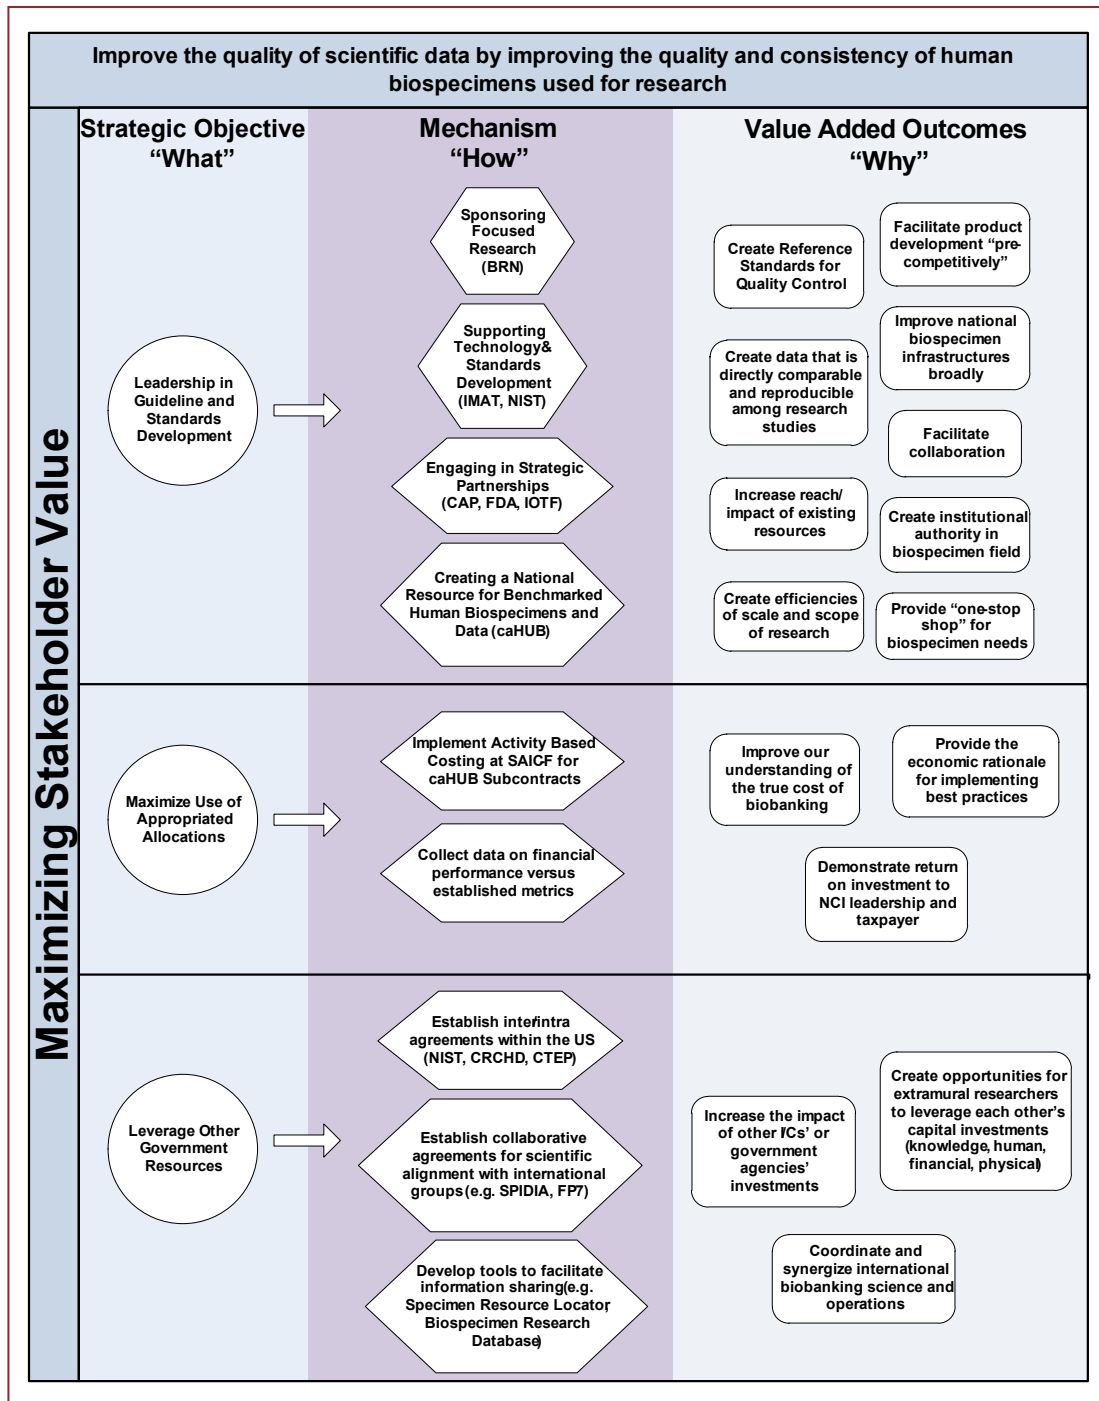 Improve the quality of scientific data by improving the quality and consistency of human
biospecimens used for research
Maximizing Stakeholder Value
Strategic Objective
“What”
Mechanism
“How”
Value Added Outcomes
“Why”
Leadership in
Guideline and
Standards
Development
Sponsoring
Focused
Research
(BRN)
Supporting
Technology&
Standards
Development
(IMAT, NIST)
Engaging in Strategic
Partnerships
(CAP, FDA, IOTF)
Creating a National
Resource for Benchmarked
Human Biospecimens and
Data (caHUB)
Create Reference
Standards for
Quality Control
Facilitate product
development “pre-
competitively”
Improve national
biospecimen
infrastructures
broadly
Create data that is
directly comparable
and reproducible
among research
studies
Facilitate
collaboration
Increase reach/
impact of existing
resources
Create institutional
authority in
biospecimen field
Create efficiencies
of scale and scope
of research
Provide “one-stop
shop” for
biospecimen needs
Maximize Use of
Appropriated
Allocations
Implement Activity Based
Costing at SAIC-F for
caHUB Subcontracts
Collect data on financial
performance versus
established metrics
Improve our
understanding of
the true cost of
biobanking
Provide the
economic rationale
for implementing
best practices
Demonstrate return
on investment to
NCI leadership and
taxpayer
Leverage Other
Government
Resources
Establish inter/intra
agreements within the US
(NIST, CRCHD, CTEP)
Establish collaborative
agreements for scientific
alignment with international
groups (e.g. SPIDIA, FP7)
Develop tools to facilitate
information sharing(e.g.
Specimen Resource Locator,
Biospecimen Research
Database)
Increase the impact
of other I/Cs’ or
government
agencies’
investments
Create opportunities for
extramural researchers
to leverage each other’s
capital investments
(knowledge, human,
financial, physical)
Coordinate and
synergize international
biobanking science and
operations